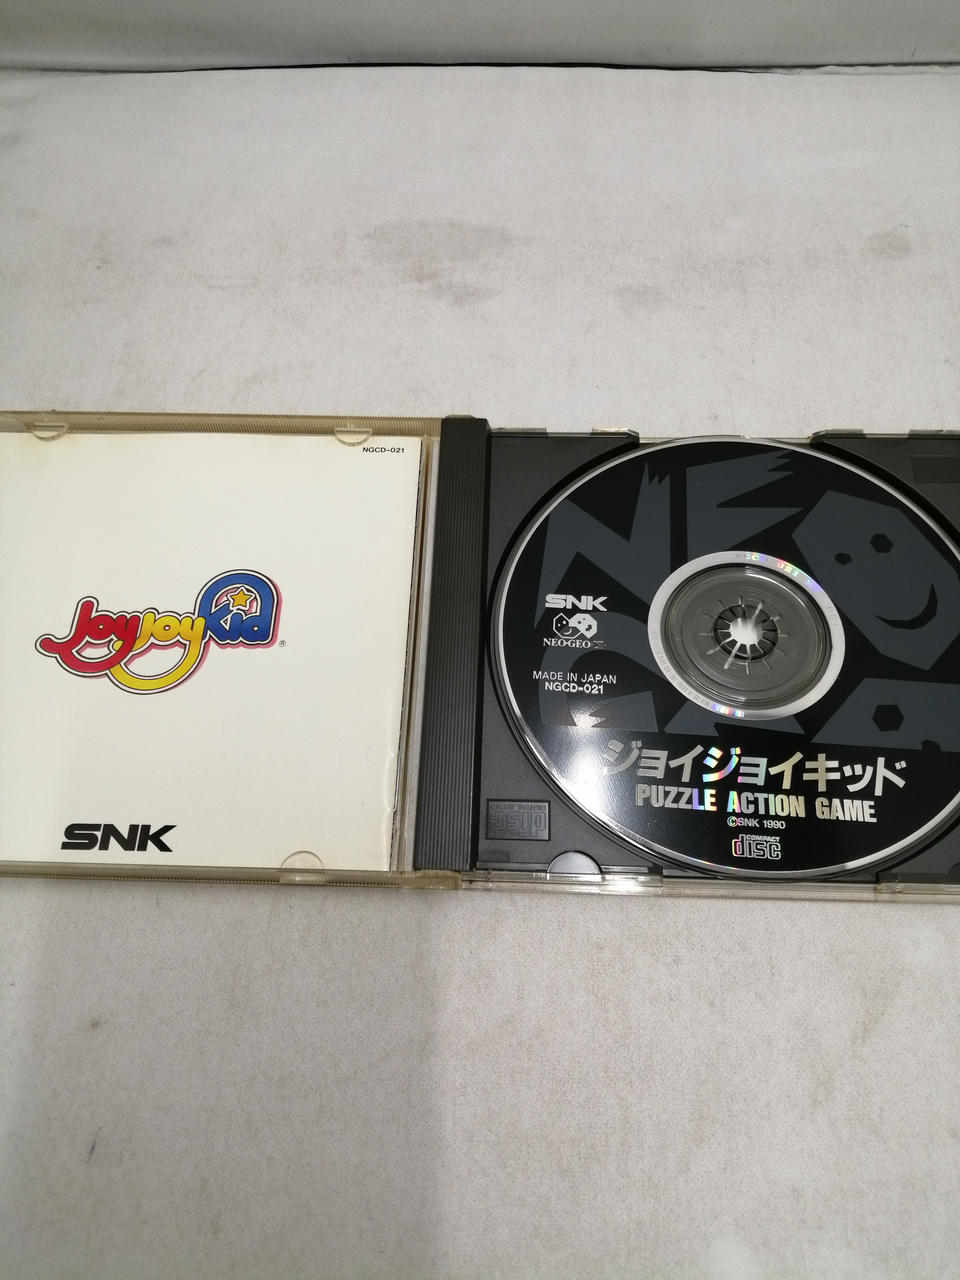 NGCD-021
JoyJoyKid
®
SNK
NEO
SNK
NEO•GEO
MADE IN JAPAN
NGCD-021
ジョイジョイキッド
PUZZLE ACTION GAME
©SNK 1990
COMPACT
disc